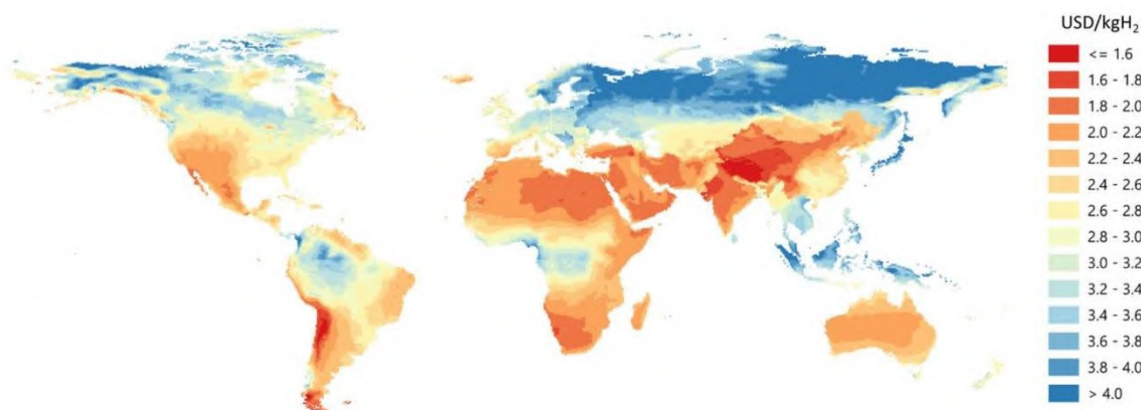 USD/kgH₂
<= 1.6
1.6 - 1.8
1.8 - 2.0
2.0 - 2.2
2.2 - 2.4
2.4 - 2.6
2.6 - 2.8
2.8 - 3.0
3.0 - 3.2
3.2 - 3.4
3.4 - 3.6
3.6 - 3.8
3.8 - 4.0
> 4.0